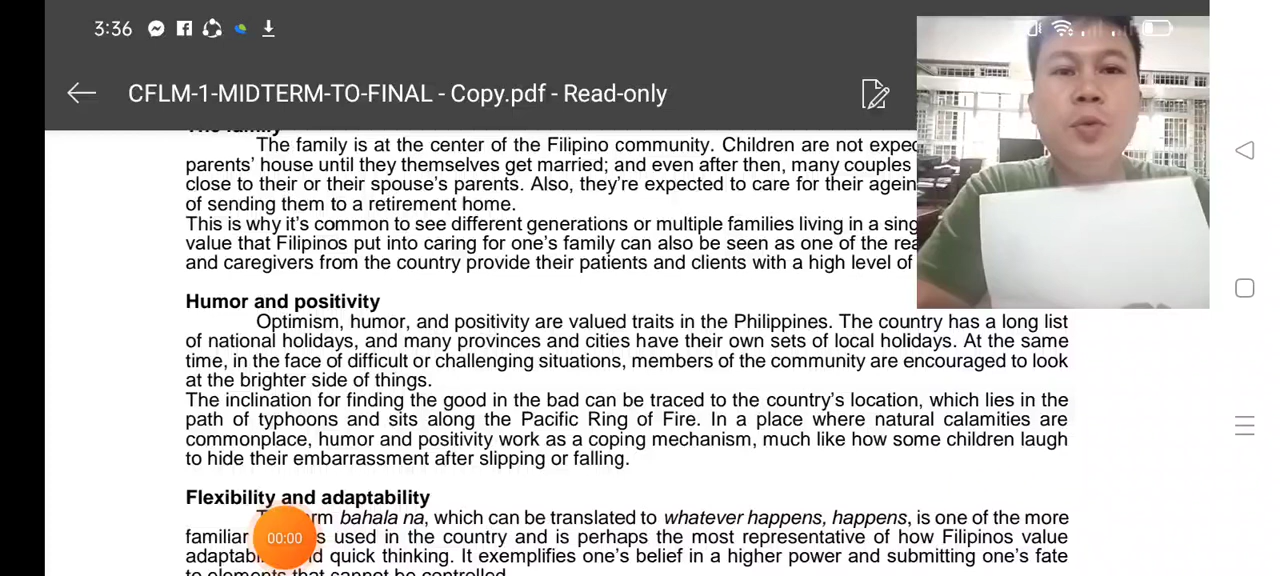 3:36
CFLM-1-MIDTERM-TO-FINAL - Copy.pdf - Read-only
The family
The family is at the center of the Filipino community. Children are not
parents' house until they themselves get married; and even after then, many couples
close to their or their spouse's parents. Also, they're expected to care for their
of sending them to a retirement home.
This is why it's common to see different generations or multiple families living in a
value that Filipinos put into caring for one's family can also be seen as one of the
and caregivers from the country provide their patients and clients with a high level of
Humor and positivity
Optimism, humor, and positivity are valued traits in the Philippines. The country has a long list
of national holidays, and many provinces and cities have their own sets of local holidays. At the same
time, in the face of difficult or challenging situations, members of the community are encouraged to look
at the brighter side of things.
The inclination for finding the good in the bad can be traced to the country's location, which lies in the
path of typhoons and sits along the Pacific Ring of Fire. In a place where natural calamities are
commonplace, humor and positivity work as a coping mechanism, much like how some children laugh
to hide their embarrassment after slipping or falling.
Flexibility and adaptability
bahala na, which can be translated to whatever happens, happens, is one of the more
familiar used in the country and is perhaps the most representative of how Filipinos value
quick thinking. It exemplifies one's belief in a higher power and submitting one's fate
to elements that cannot be controlled.
00:00